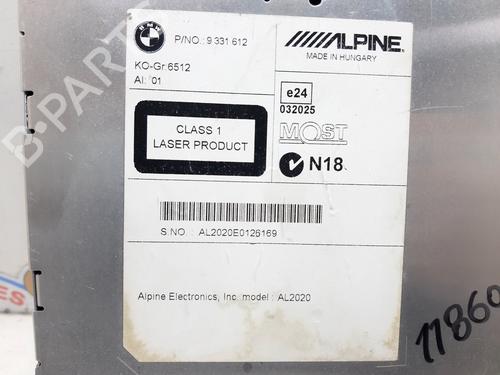 BMW
P/NO.: 9 331 612
KO-Gr:6512
AI: '01
ALPINE
MADE IN HUNGARY
e24
032025
MOST
N18
CLASS 1
LASER PRODUCT
S.NO. : AL2020E0126169
Alpine Electronics, Inc. model : AL2020
11860
B-PARTS